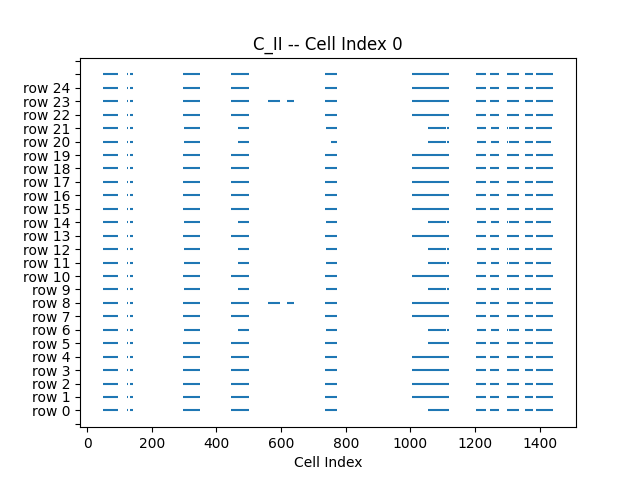 C_II -- Cell Index 0
row 24
row 23
row 22
row 21
row 20
row 19
row 18
row 17
row 16
row 15
row 14
row 13
row 12
row 11
row 10
row 9
row 8
row 7
row 6
row 5
row 4
row 3
row 2
row 1
row 0
0 200 400 600 800 1000 1200 1400
Cell Index